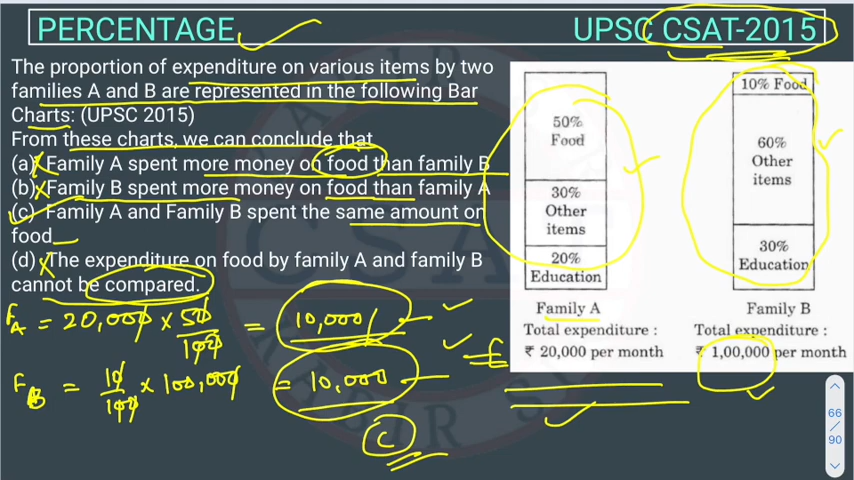 PERCENTAGE
UPSC CSAT-2015
The proportion of expenditure on various items by two
families A and B are represented in the following Bar
Charts: (UPSC 2015)
From these charts, we can conclude that
(a) Family A spent more money on food than family B
(b) Family B spent more money on food than family A
(c) Family A and Family B spent the same amount on
food
(d) The expenditure on food by family A and family B
cannot be compared.
F_A = 20,000 × 50/100 = 10,000/
F_B = 10/100 × 100,000 = 10,000
C
50%
Food
30%
Other
items
20%
Education
Family A
Total expenditure :
₹ 20,000 per month
10% Food
60%
Other
items
30%
Education
Family B
Total expenditure :
₹ 1,00,000 per month
66
/
90